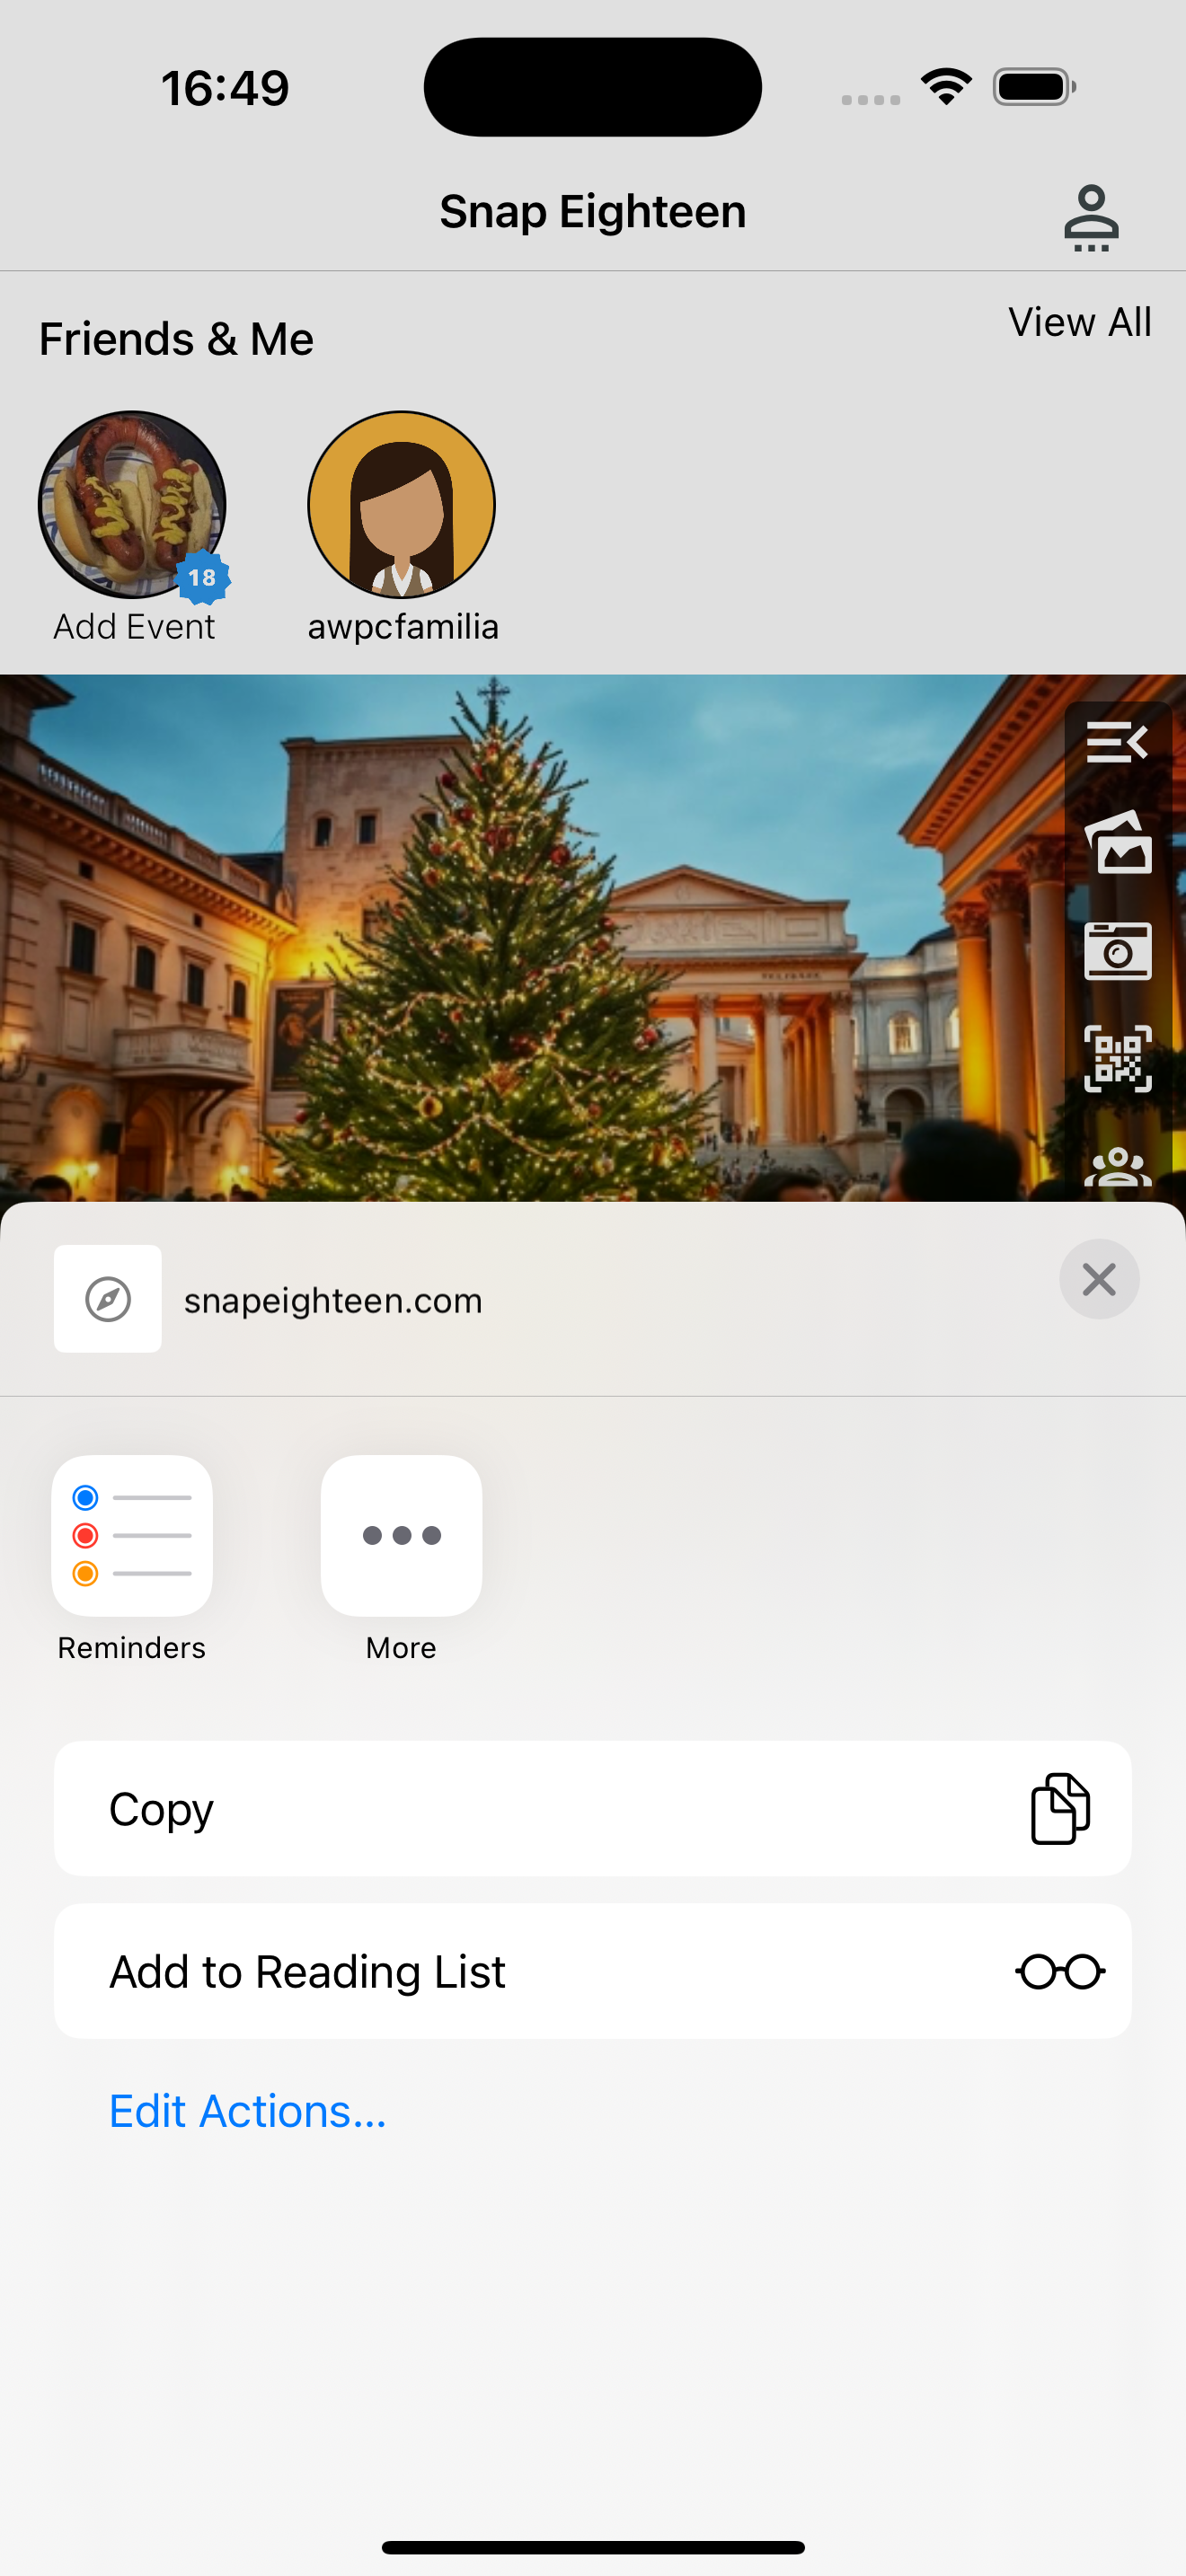 16:49
Snap Eighteen
Friends & Me
View All
18
Add Event
awpcfamilia
snapeighteen.com
Reminders
More
Copy
Add to Reading List
Edit Actions...